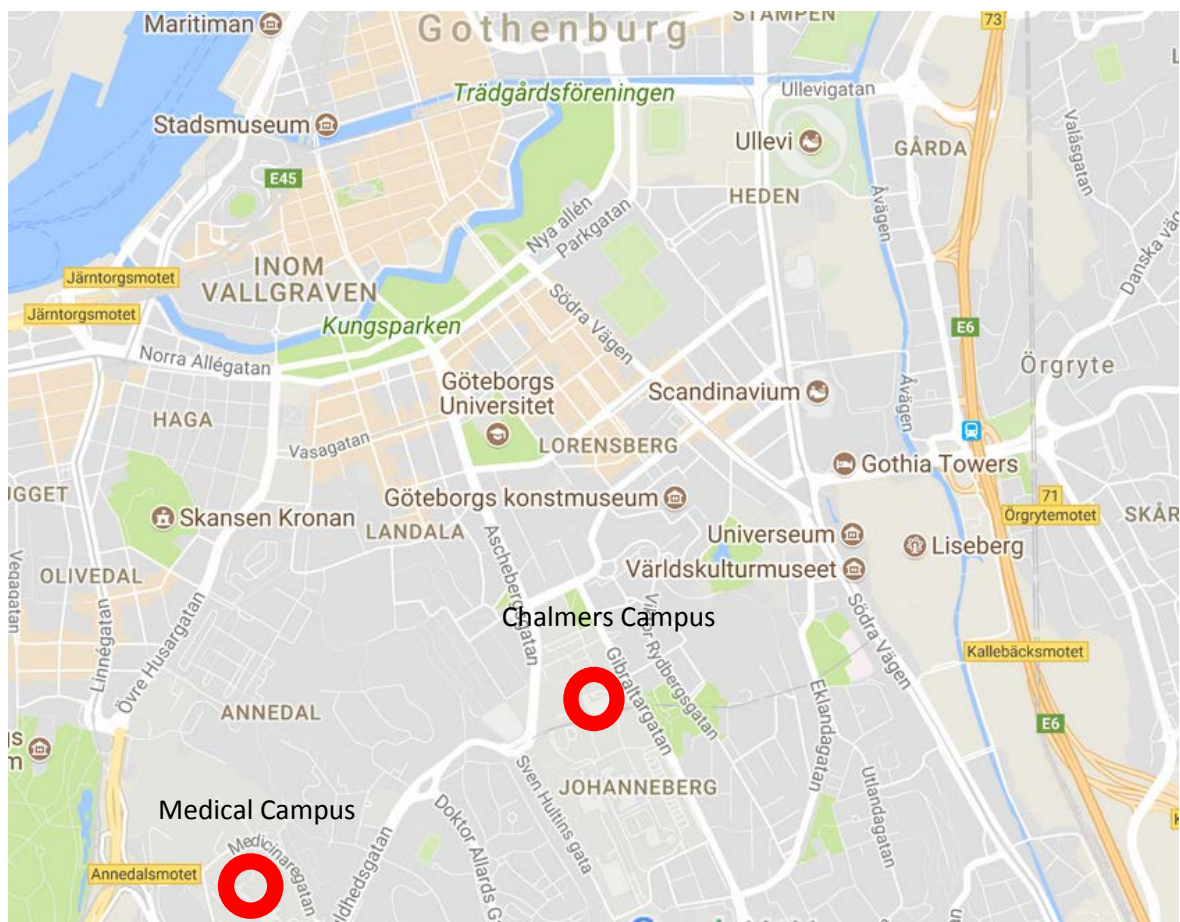 Maritiman
Gothenburg
STAMPEN
73
Trädgårdsföreningen
Ullevigatan
Stadsmuseum
Ullevi
GÅRDA
Valåsgatan
E45
HEDEN
Åvägen
Nya allén
Parkgatan
Danska väg
INOM
VALLGRAVEN
Järntorgsmotet
Järntorgsmotet
Kungsparken
Södra Vägen
E6
Norra Allégatan
Örgryte
Göteborgs
Universitet
Scandinavium
Åvägen
HAGA
Vasagatan
LORENSBERG
Gothia Towers
UGGET
Göteborgs konstmuseum
71
Örgrytemotet
SKÅR
Skansen Kronan
LANDALA
Aschebergsgatan
Universeum
Liseberg
Vegagatan
OLIVEDAL
Världskulturmuseet
Linnégatan
Övre Husargatan
Chalmers Campus
Viktor Rydbergsgatan
Södra Vägen
Gibraltargatan
Kallebäcksmotet
ANNEDAL
Eklandagatan
E6
Sven Hultins gata
JOHANNEBERG
Utlandagatan
Medical Campus
Doktor Allards Ga
Medicinaregatan
Annedalsmotet
ldhedsgatan